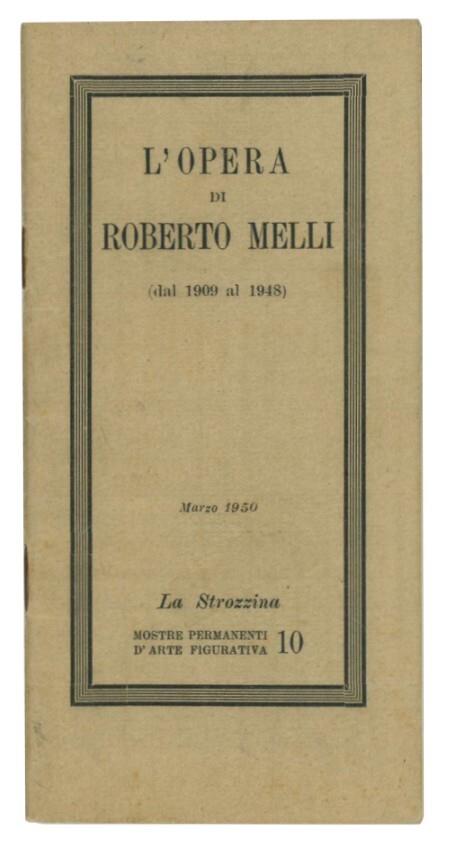 L'OPERA
DI
ROBERTO MELLI
(dal 1909 al 1948)
Marzo 1950
La Strozzina
MOSTRE PERMANENTI
D'ARTE FIGURATIVA 10